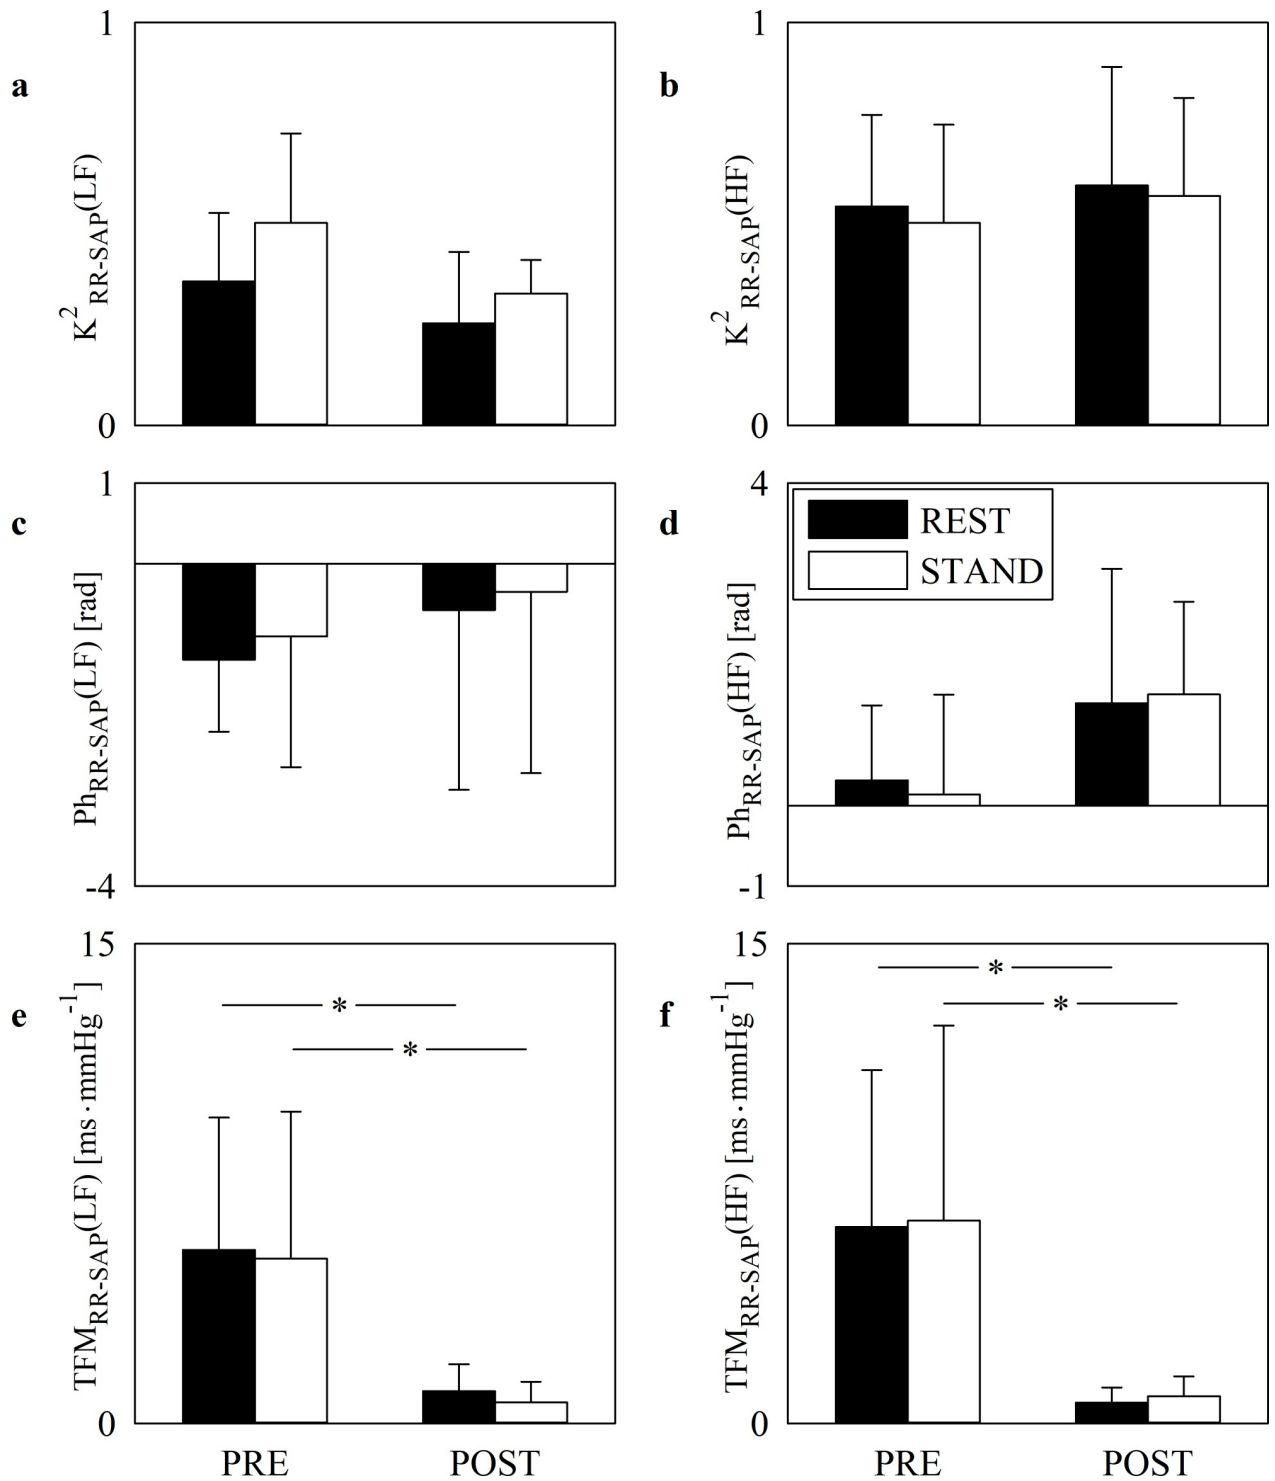 a
1
K²RR-SAP(LF)
0
b
1
K²RR-SAP(HF)
0
c
1
PhRR-SAP(LF) [rad]
-4
d
4
REST
STAND
PhRR-SAP(HF) [rad]
-1
e
15
*
*
TFMRR-SAP(LF) [ms·mmHg⁻¹]
0
PRE POST
f
15
*
*
TFMRR-SAP(HF) [ms·mmHg⁻¹]
0
PRE POST